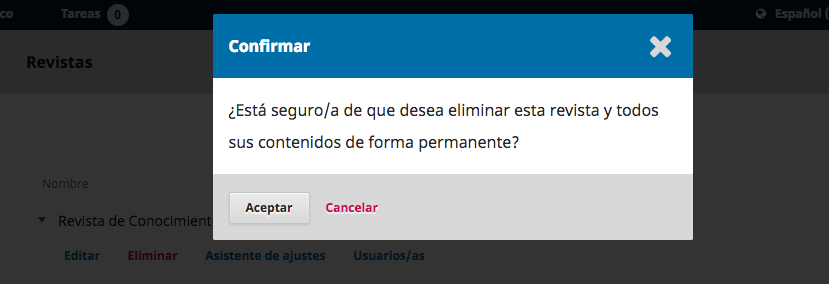 co Tareas 0 Español (
Confirmar
Revistas
¿Está seguro/a de que desea eliminar esta revista y todos
sus contenidos de forma permanente?
Nombre
Aceptar Cancelar
Revista de Conocimient
Editar Eliminar Asistente de ajustes Usuarios/as